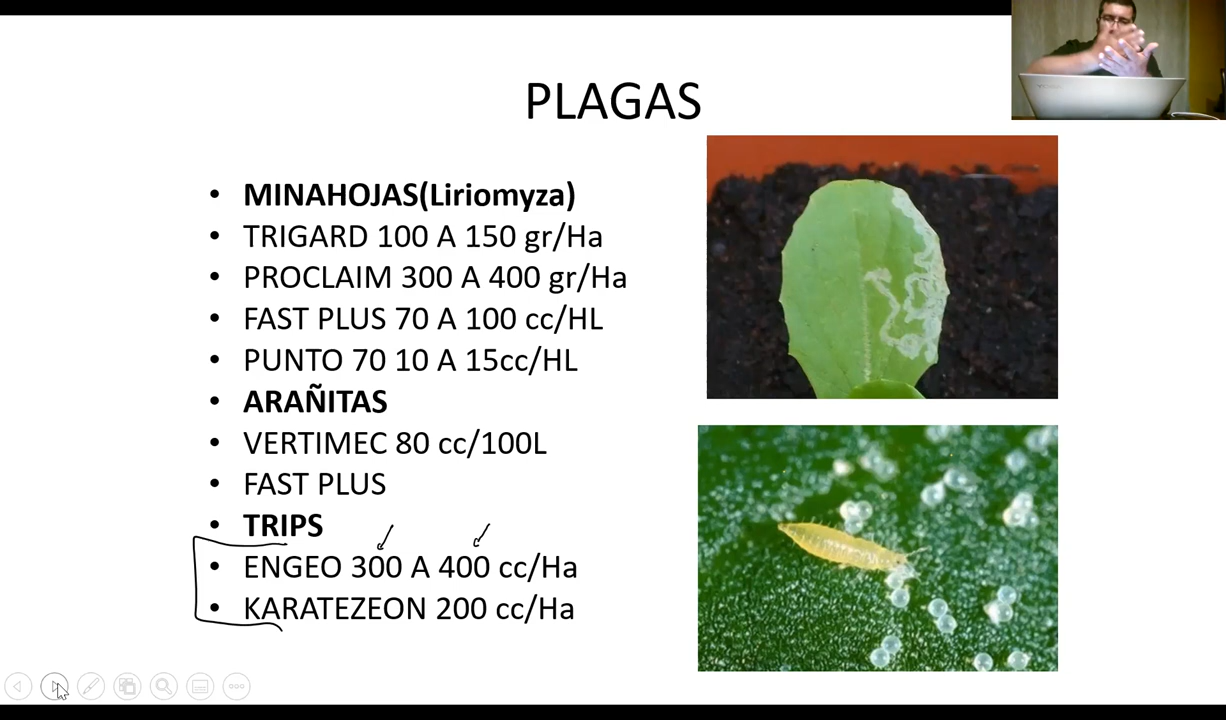 PLAGAS
• MINAHOJAS(Liriomyza)
• TRIGARD 100 A 150 gr/Ha
• PROCLAIM 300 A 400 gr/Ha
• FAST PLUS 70 A 100 cc/HL
• PUNTO 70 10 A 15cc/HL
• ARAÑITAS
• VERTIMEC 80 cc/100L
• FAST PLUS
• TRIPS
• ENGEO 300 A 400 cc/Ha
• KARATEZEON 200 cc/Ha